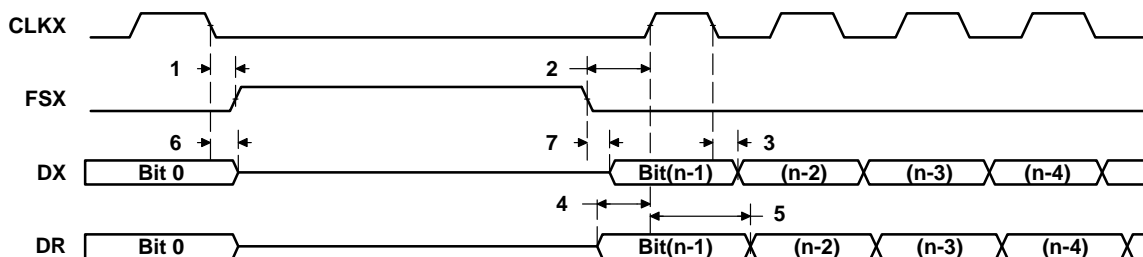 CLKX
1
2
FSX
6
7
3
DX
Bit 0
Bit(n-1)
(n-2)
(n-3)
(n-4)
4
5
DR
Bit 0
Bit(n-1)
(n-2)
(n-3)
(n-4)